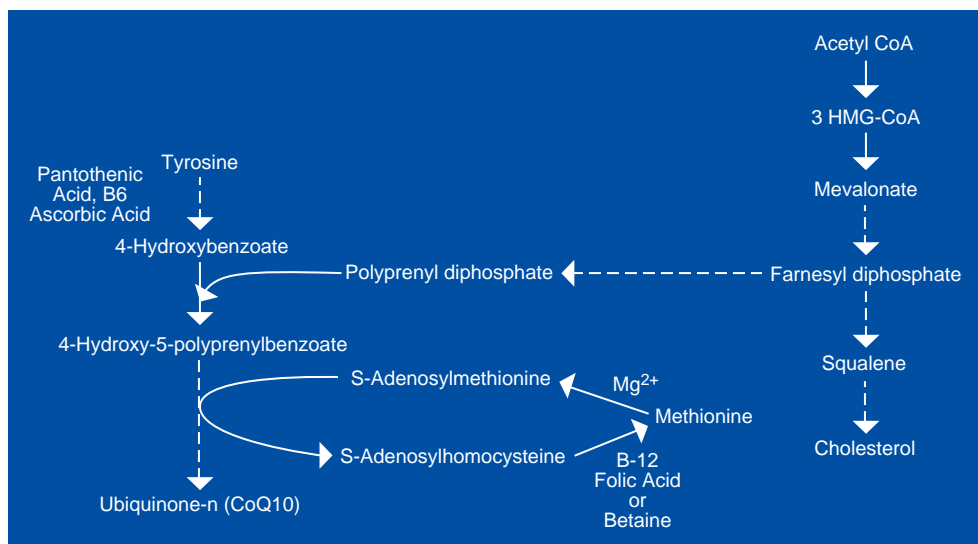 Acetyl CoA
3 HMG-CoA
Tyrosine
Pantothenic
Acid, B6
Ascorbic Acid
Mevalonate
4-Hydroxybenzoate
Polyprenyl diphosphate
Farnesyl diphosphate
4-Hydroxy-5-polyprenylbenzoate
Squalene
S-Adenosylmethionine
Mg2+
Methionine
Cholesterol
S-Adenosylhomocysteine
B-12
Folic Acid
or
Betaine
Ubiquinone-n (CoQ10)